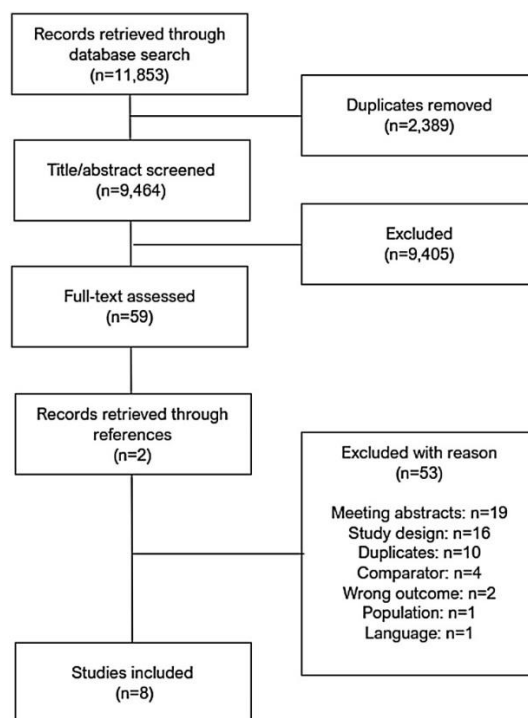 Records retrieved through
database search
(n=11,853)
Duplicates removed
(n=2,389)
Title/abstract screened
(n=9,464)
Excluded
(n=9,405)
Full-text assessed
(n=59)
Records retrieved through
references
(n=2)
Excluded with reason
(n=53)
Meeting abstracts: n=19
Study design: n=16
Duplicates: n=10
Comparator: n=4
Wrong outcome: n=2
Population: n=1
Language: n=1
Studies included
(n=8)